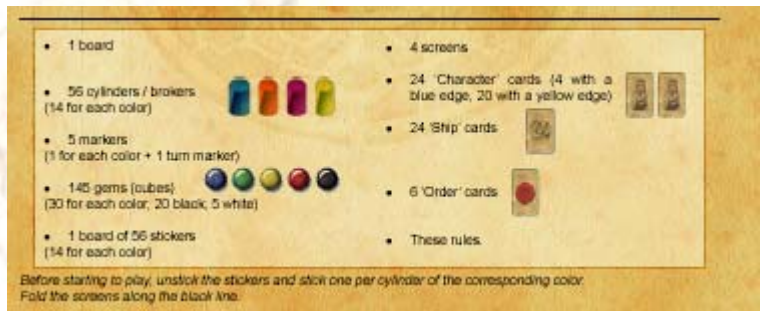 1 board
56 cylinders / brokers
(14 for each color)
5 markers
(1 for each color + 1 turn marker)
145 gems (cubes)
(30 for each color, 20 black, 5 white)
1 board of 56 stickers
(14 for each color)
4 screens
24 'Character' cards (4 with a
blue edge, 20 with a yellow edge)
24 'Ship' cards
6 'Order' cards
These rules.
Before starting to play, unstick the stickers and stick one per cylinder of the corresponding color.
Fold the screens along the black line.